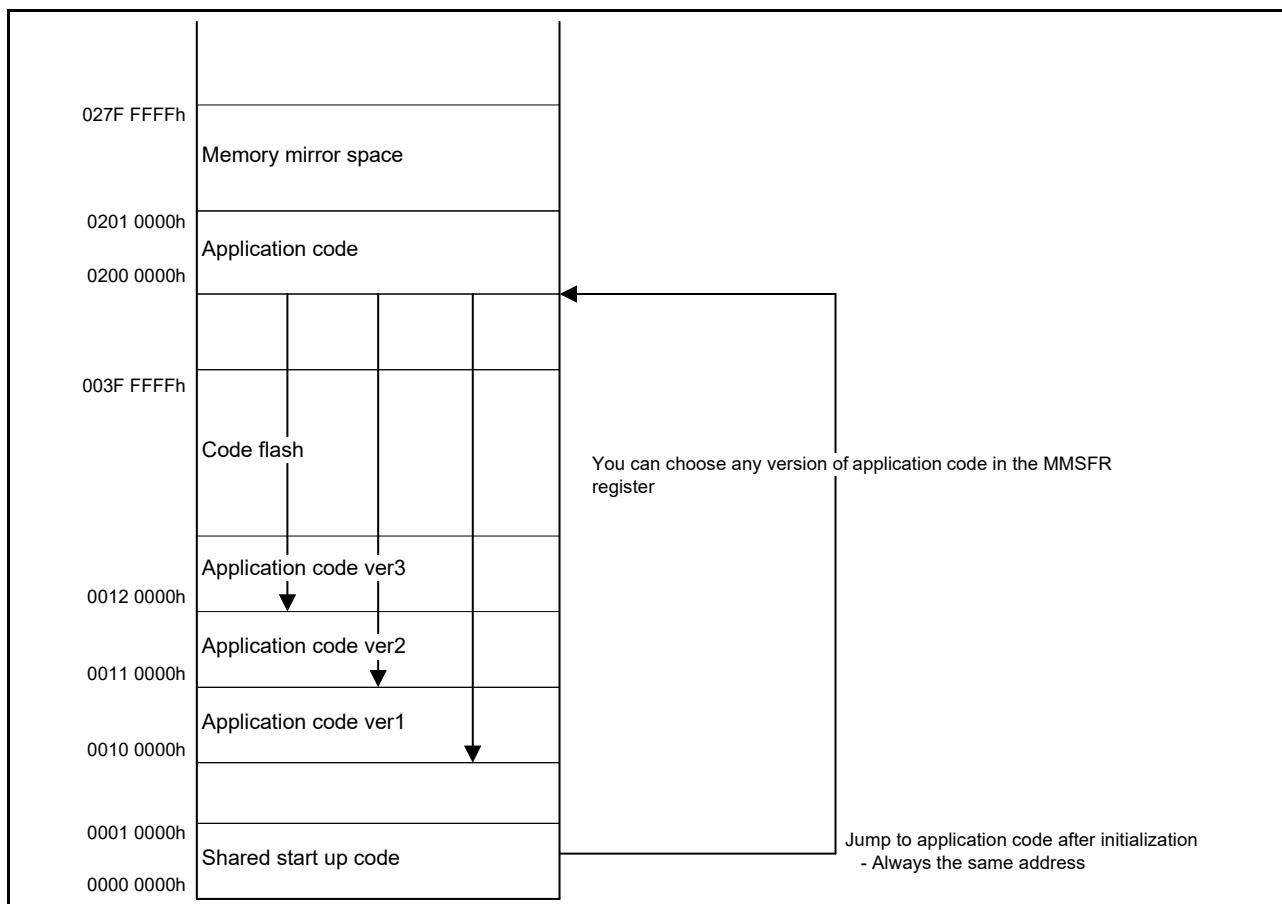 027F FFFFh
Memory mirror space
0201 0000h
Application code
0200 0000h
003F FFFFh
Code flash
You can choose any version of application code in the MMSFR
register
Application code ver3
0012 0000h
Application code ver2
0011 0000h
Application code ver1
0010 0000h
0001 0000h
Jump to application code after initialization
- Always the same address
Shared start up code
0000 0000h